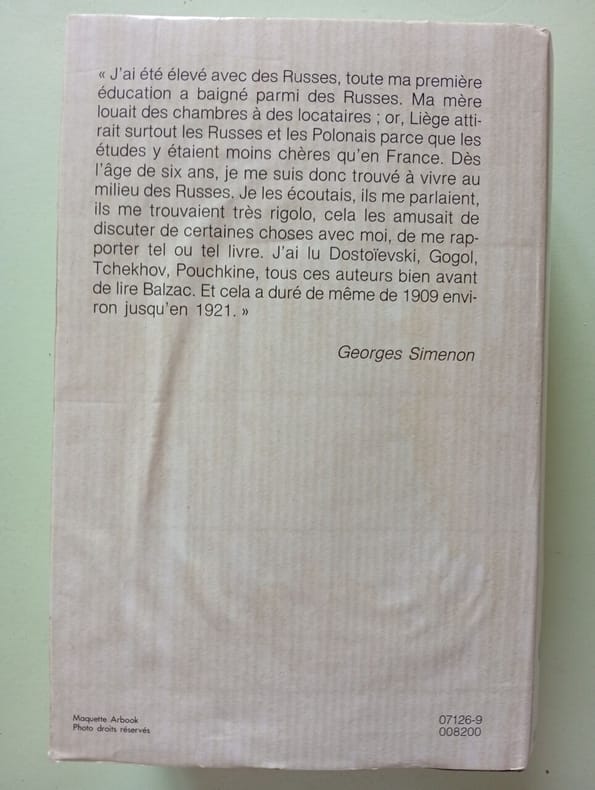 « J'ai été élevé avec des Russes, toute ma première
éducation a baigné parmi des Russes. Ma mère
louait des chambres à des locataires ; or, Liège atti-
rait surtout les Russes et les Polonais parce que les
études y étaient moins chères qu'en France. Dès
l'âge de six ans, je me suis donc trouvé à vivre au
milieu des Russes. Je les écoutais, ils me parlaient,
ils me trouvaient très rigolo, cela les amusait de
discuter de certaines choses avec moi, de me rap-
porter tel ou tel livre. J'ai lu Dostoïevski, Gogol,
Tchekhov, Pouchkine, tous ces auteurs bien avant
de lire Balzac. Et cela a duré de même de 1909 envi-
ron jusqu'en 1921. »
Georges Simenon
Maquette Arbook
Photo droits réservés
07126-9
008200